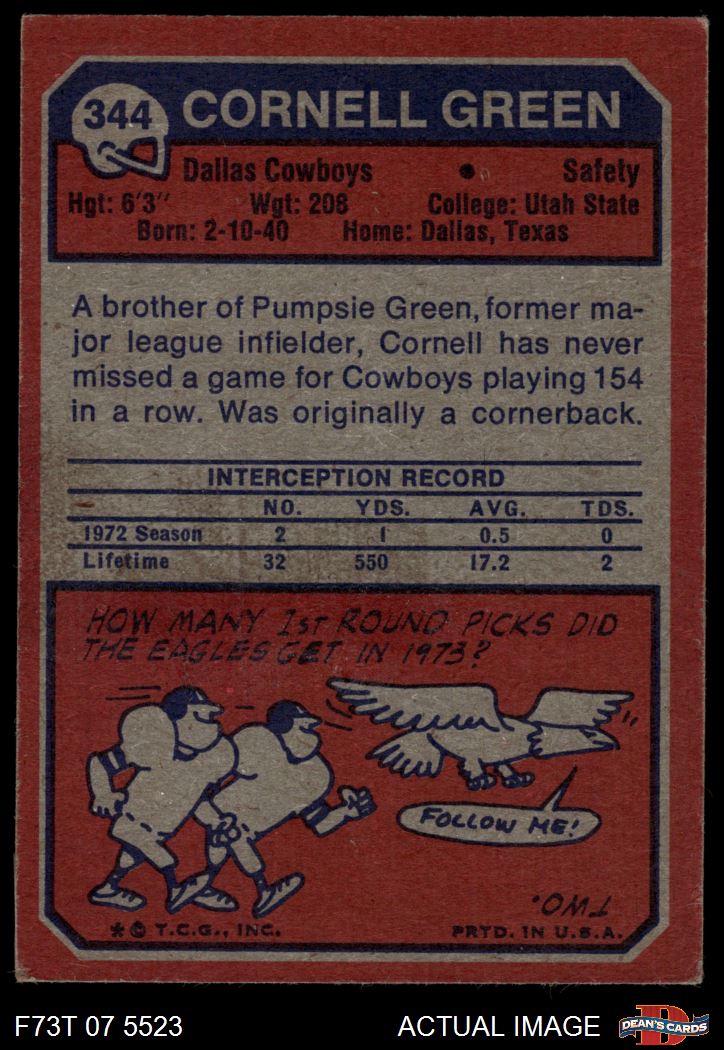 344 CORNELL GREEN
Dallas Cowboys • Safety
Hgt: 6'3" Wgt: 208 College: Utah State
Born: 2-10-40 Home: Dallas, Texas
A brother of Pumpsie Green, former ma-
jor league infielder, Cornell has never
missed a game for Cowboys playing 154
in a row. Was originally a cornerback.
INTERCEPTION RECORD
NO. YDS. AVG. TDS.
1972 Season 2 1 0.5 0
Lifetime 32 550 17.2 2
HOW MANY 1st ROUND PICKS DID
THE EAGLES GET IN 1973?
FOLLOW ME!
TWO.
*© T.C.G., INC. PRTD. IN U.S.A.
F73T 07 5523 ACTUAL IMAGE D DEAN'S CARDS